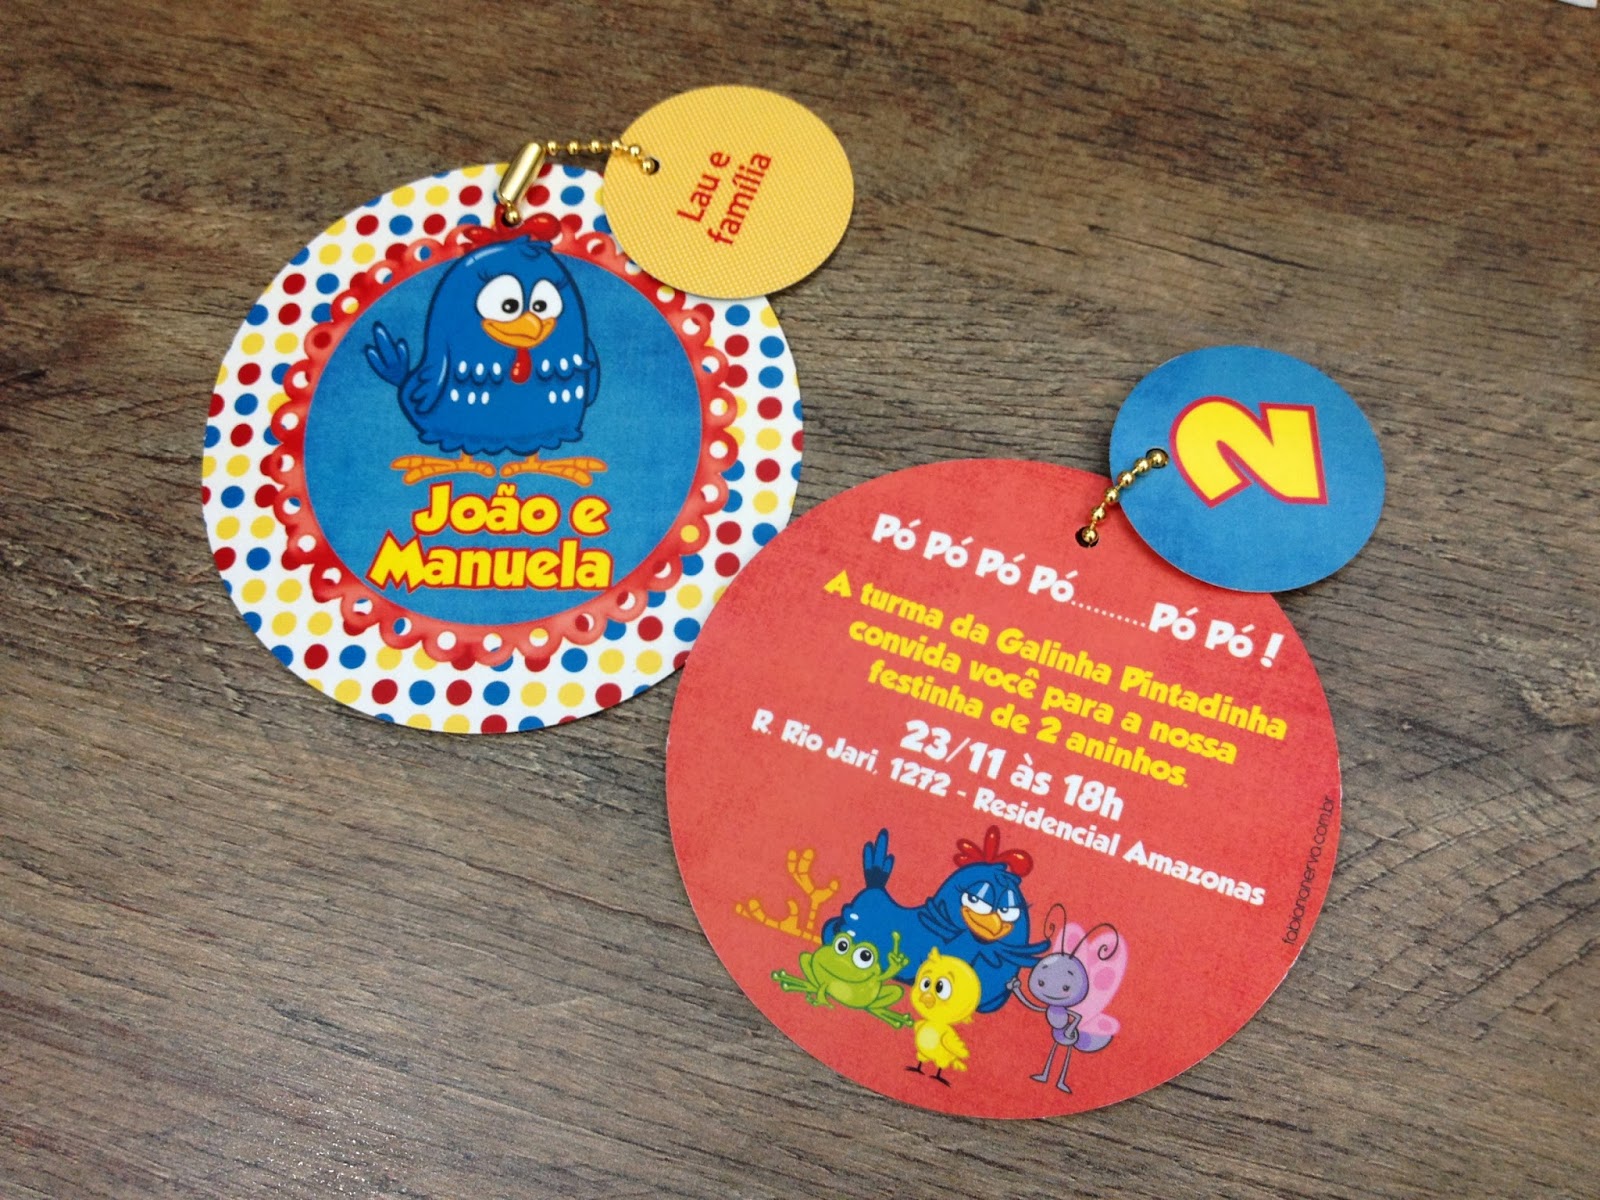 Lau e
família
João e
Manuela
2
Pó Pó Pó Pó..........Pó Pó !
A turma da Galinha Pintadinha
convida você para a nossa
festinha de 2 aninhos.
23/11 às 18h
R. Rio Jari, 1272 - Residencial Amazonas
fabiananervo.com.br